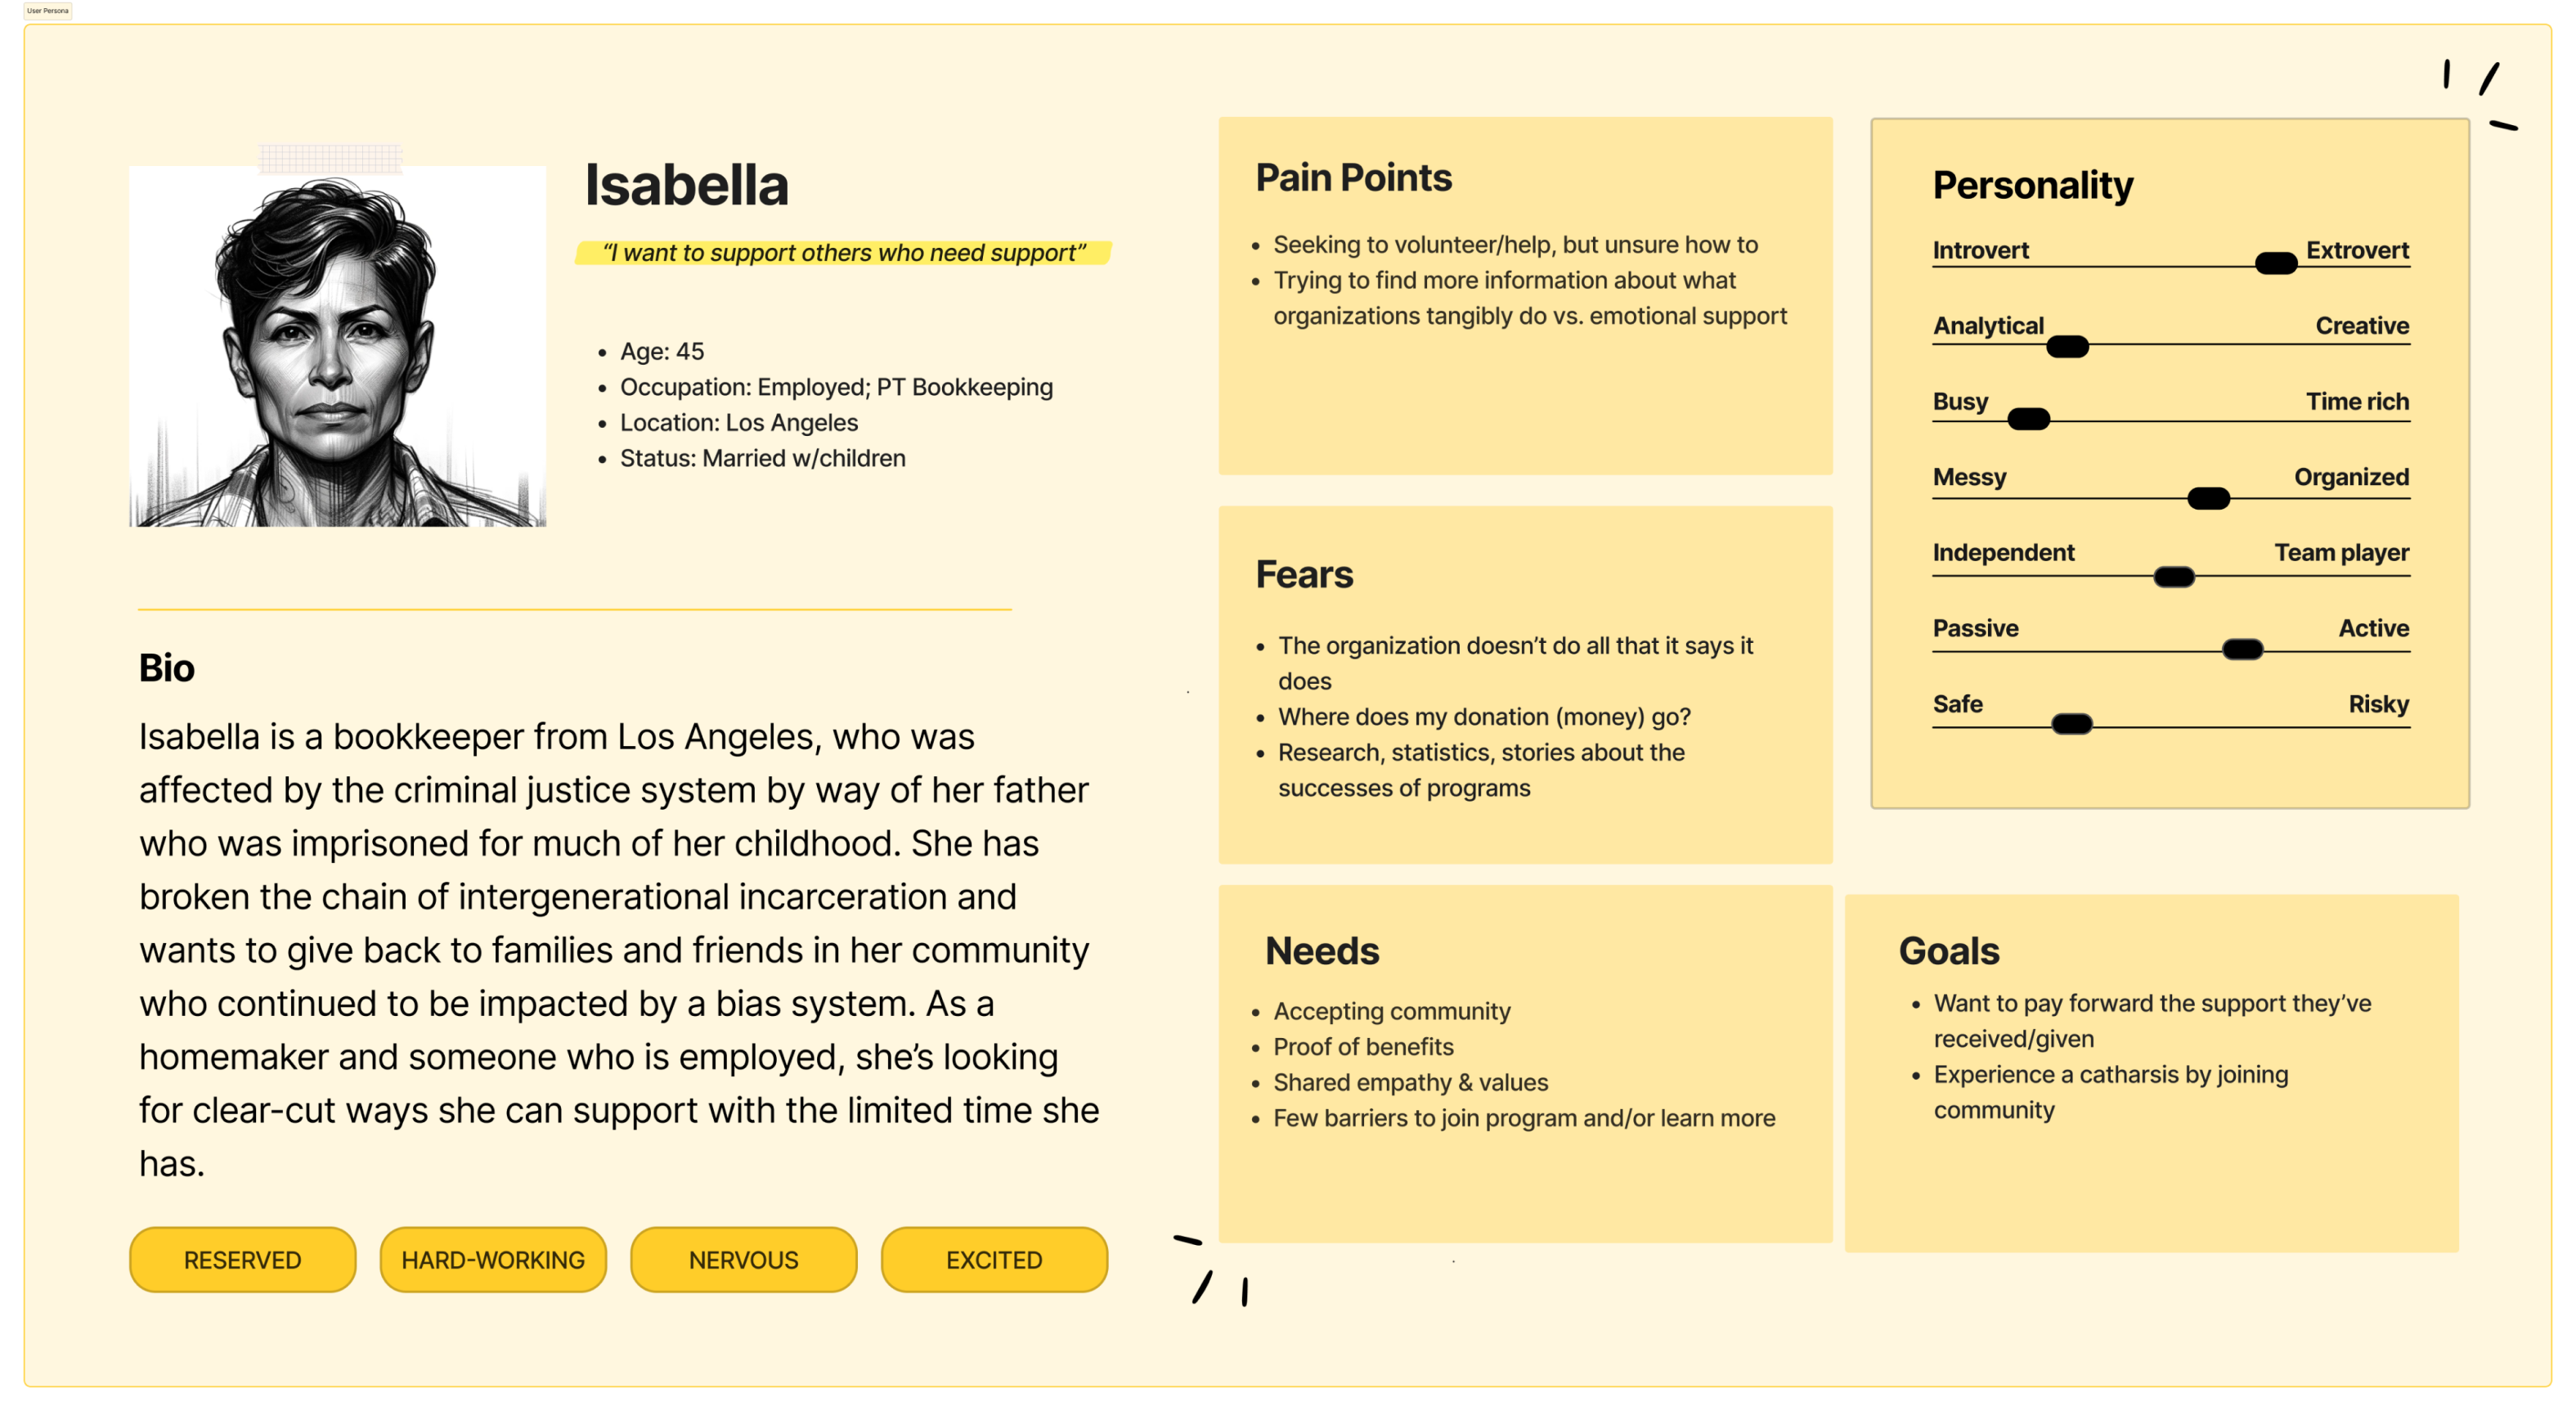 User Persona
Isabella
“I want to support others who need support”
• Age: 45
• Occupation: Employed; PT Bookkeeping
• Location: Los Angeles
• Status: Married w/children
Bio
Isabella is a bookkeeper from Los Angeles, who was
affected by the criminal justice system by way of her father
who was imprisoned for much of her childhood. She has
broken the chain of intergenerational incarceration and
wants to give back to families and friends in her community
who continued to be impacted by a bias system. As a
homemaker and someone who is employed, she’s looking
for clear-cut ways she can support with the limited time she
has.
RESERVED
HARD-WORKING
NERVOUS
EXCITED
Pain Points
• Seeking to volunteer/help, but unsure how to
• Trying to find more information about what
organizations tangibly do vs. emotional support
Fears
• The organization doesn’t do all that it says it
does
• Where does my donation (money) go?
• Research, statistics, stories about the
successes of programs
Needs
• Accepting community
• Proof of benefits
• Shared empathy & values
• Few barriers to join program and/or learn more
Personality
Introvert Extrovert
Analytical Creative
Busy Time rich
Messy Organized
Independent Team player
Passive Active
Safe Risky
Goals
• Want to pay forward the support they’ve
received/given
• Experience a catharsis by joining
community